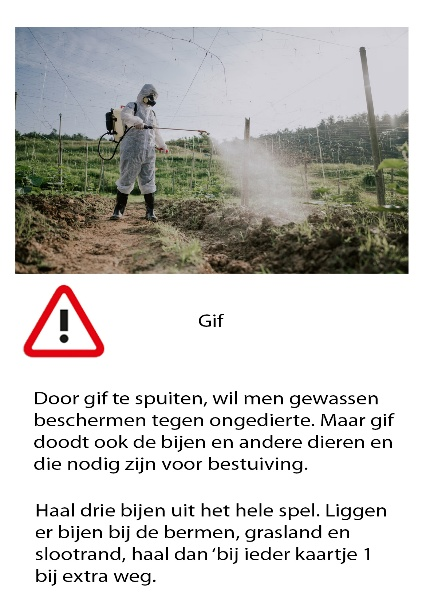 Gif
Door gif te spuiten, wil men gewassen
beschermen tegen ongedierte. Maar gif
doodt ook de bijen en andere dieren en
die nodig zijn voor bestuiving.
Haal drie bijen uit het hele spel. Liggen
er bijen bij de bermen, grasland en
slootrand, haal dan ‘bij ieder kaartje 1
bij extra weg.